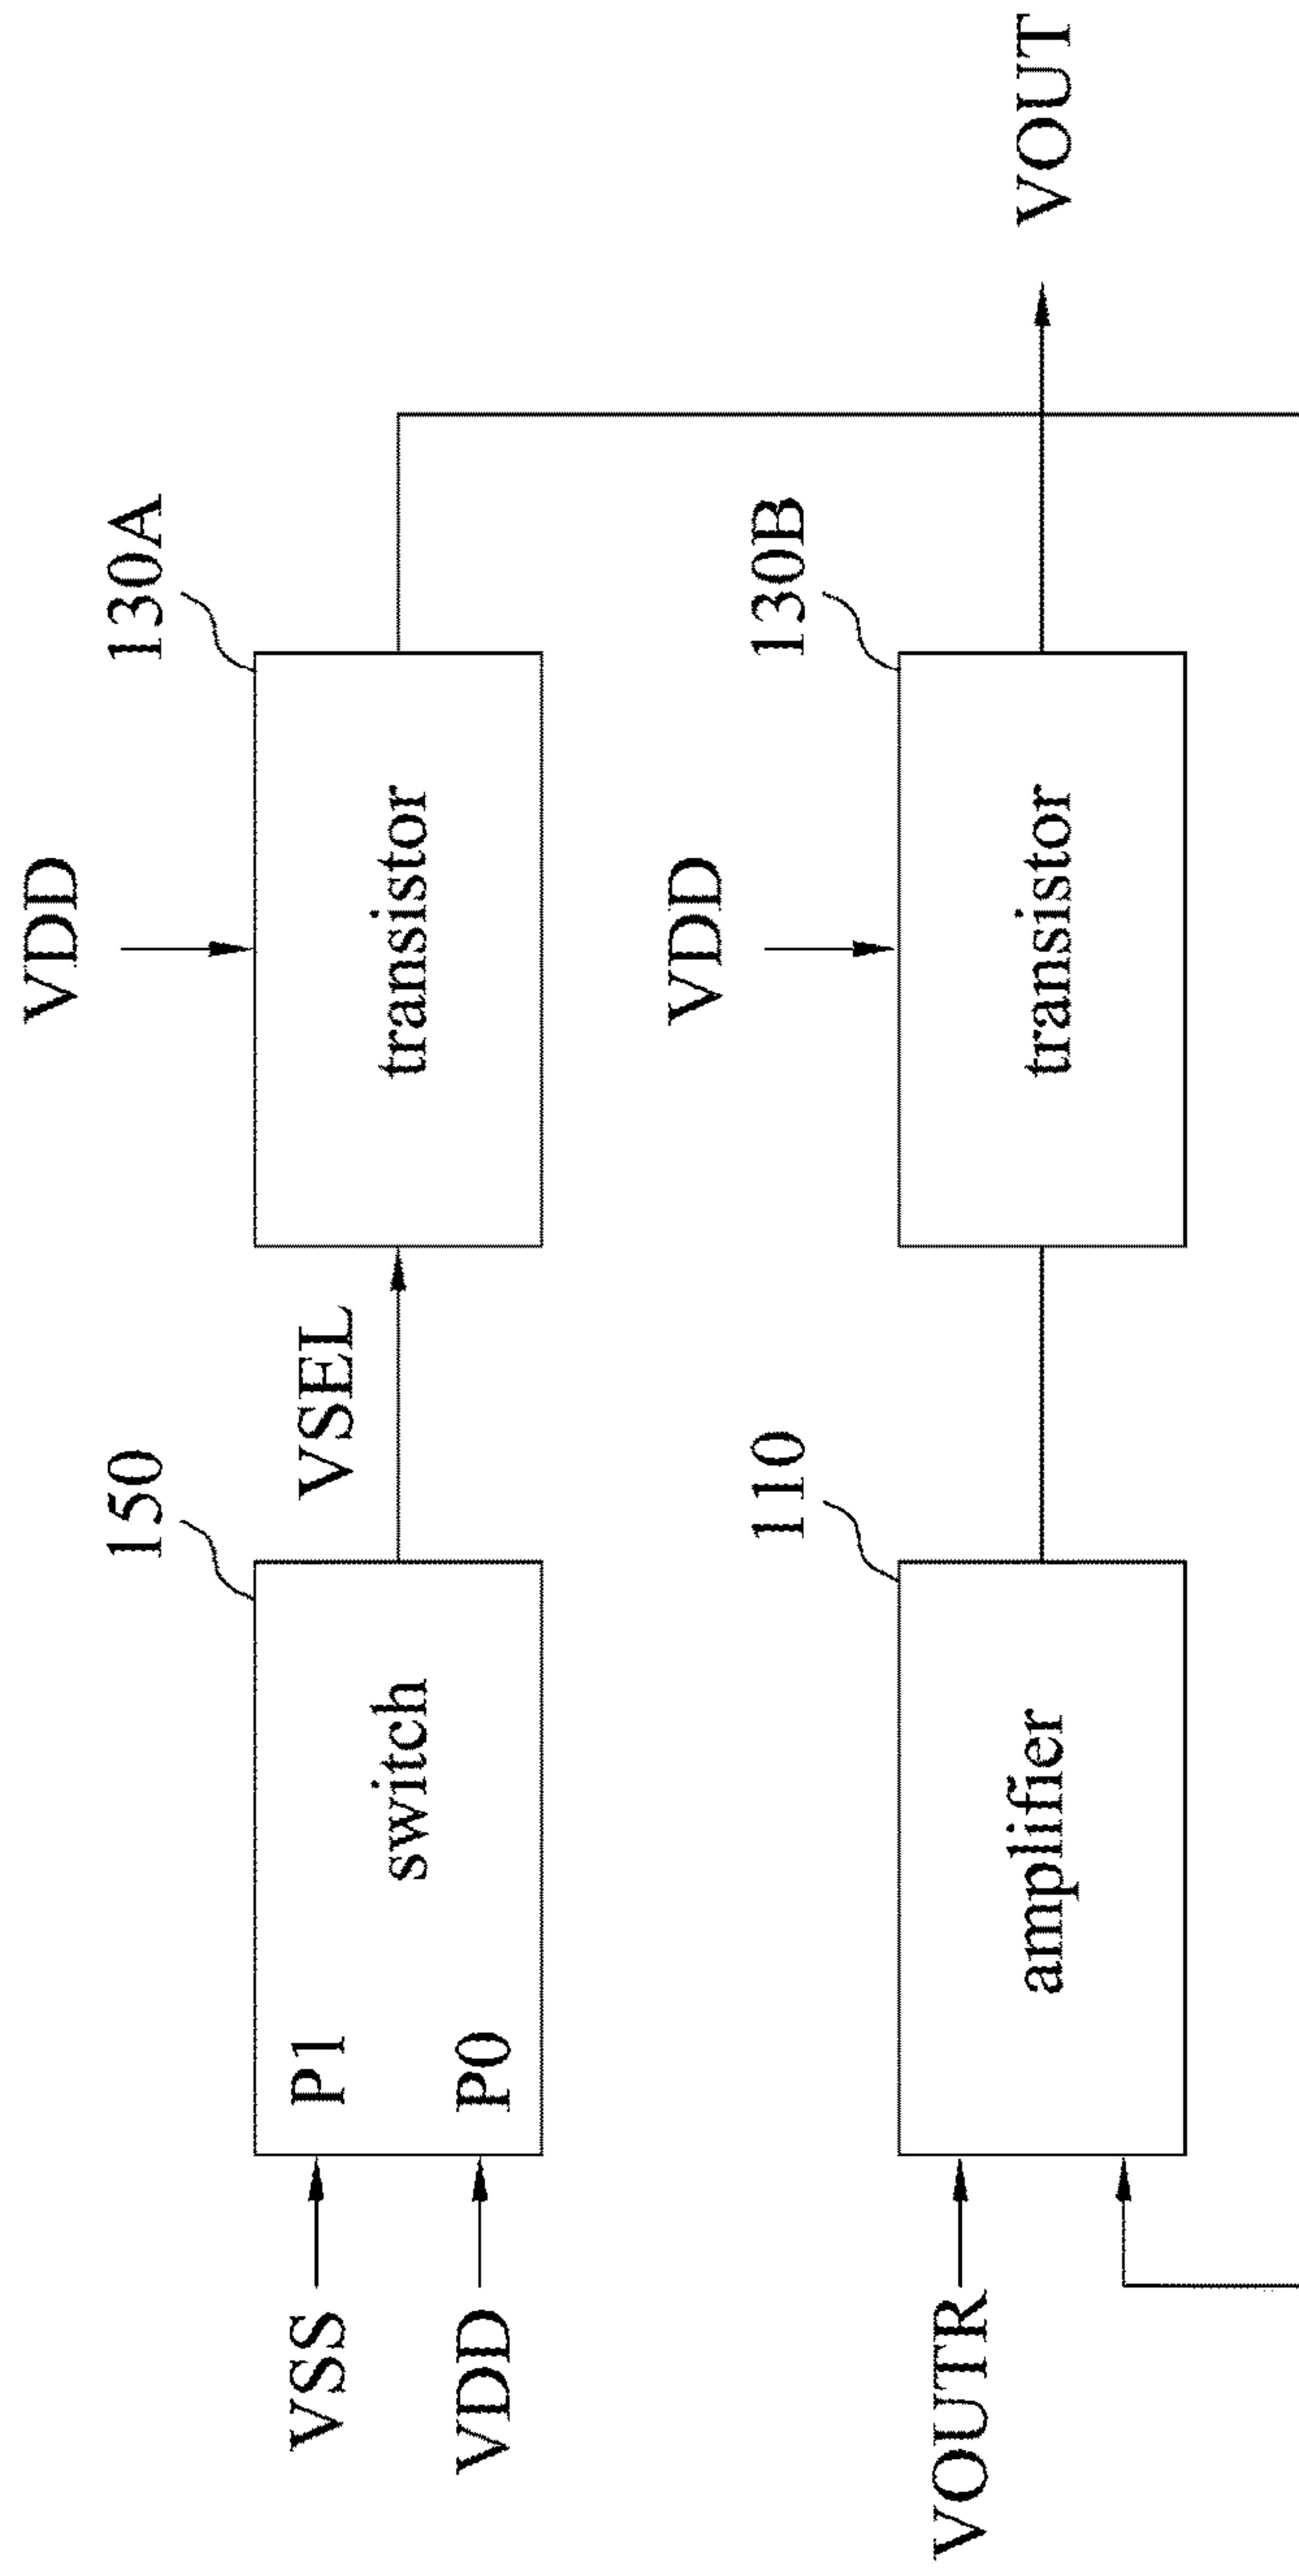 VDD
150
130A
VSS
P1
switch
VSEL
transistor
VDD
P0
VDD
110
130B
VOUTR
amplifier
transistor
VOUT